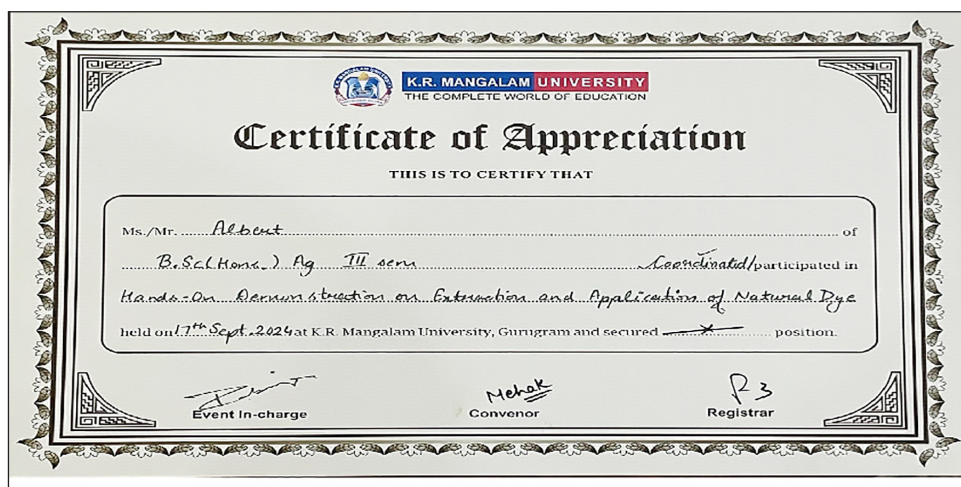 K.R. MANGALAM UNIVERSITY
THE COMPLETE WORLD OF EDUCATION
Certificate of Appreciation
THIS IS TO CERTIFY THAT
Ms./Mr. Albert of
B.Sc (Hons.) Ag III sem Coordinated/participated in
Hands-On Demonstration on Extraction and Application of Natural Dye
held on 17th Sept. 2024 at K.R. Mangalam University, Gurugram and secured ........ position.
Mehak
Event In-charge Convenor Registrar